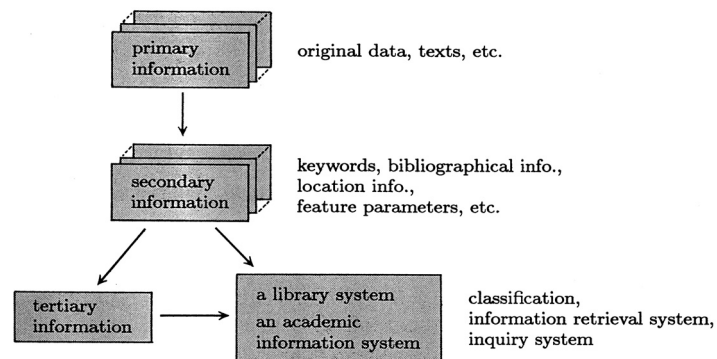 primary
information
original data, texts, etc.
secondary
information
keywords, bibliographical info.,
location info.,
feature parameters, etc.
tertiary
information
a library system
an academic
information system
classification,
information retrieval system,
inquiry system